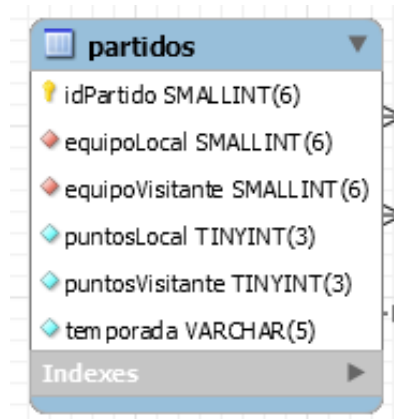 partidos
idPartido SMALLINT(6)
equipoLocal SMALLINT(6)
equipoVisitante SMALLINT(6)
puntosLocal TINYINT(3)
puntosVisitante TINYINT(3)
temporada VARCHAR(5)
Indexes